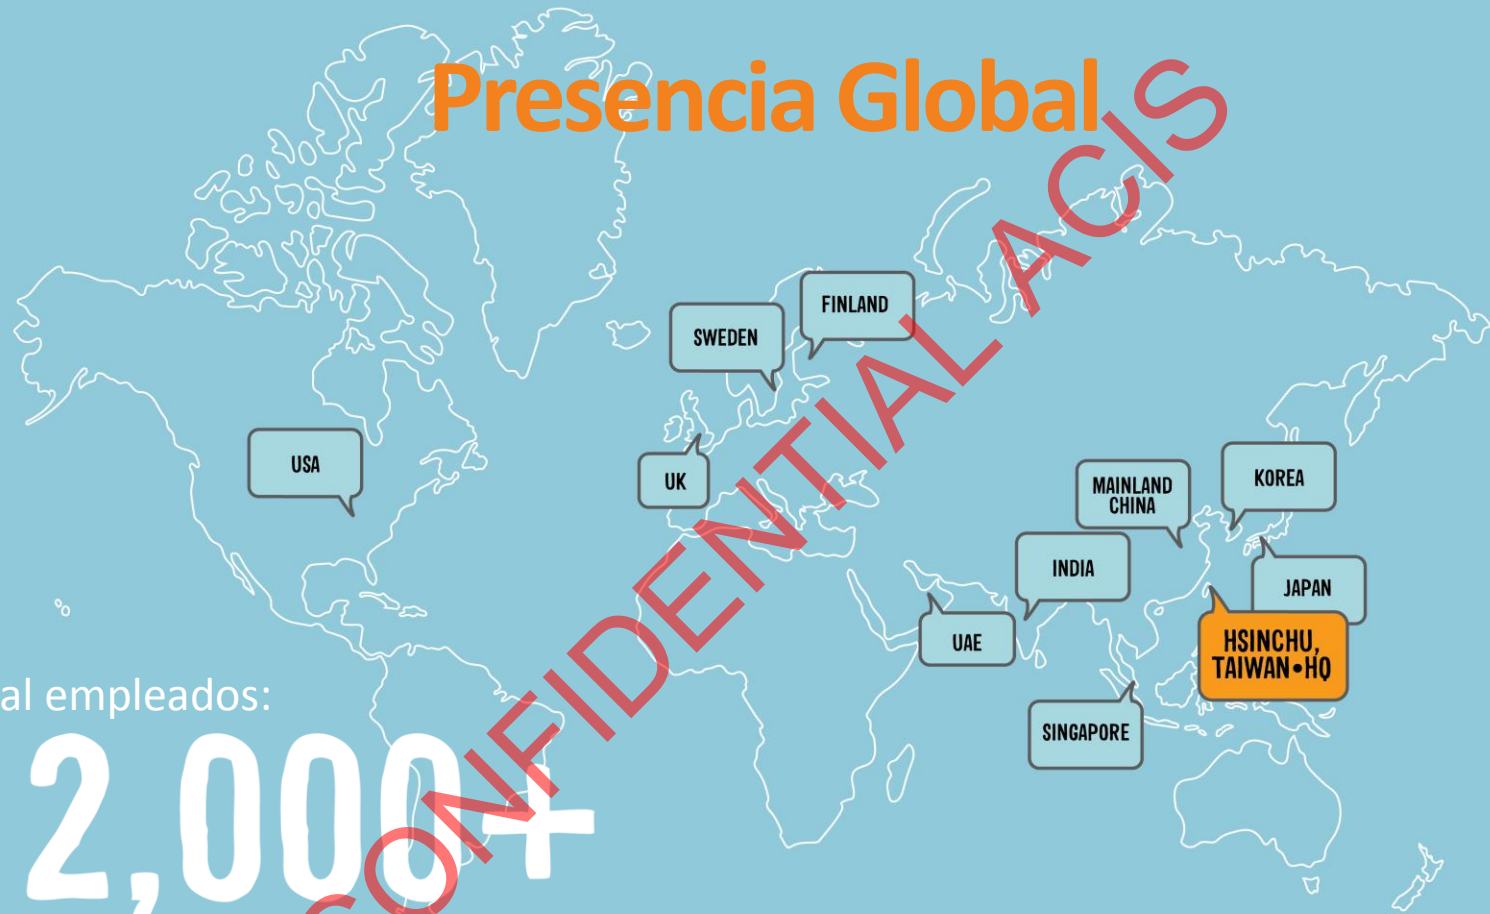 Presencia Global
FINLAND
SWEDEN
USA
UK
MAINLAND
CHINA
KOREA
INDIA
JAPAN
UAE
HSINCHU,
TAIWAN•HQ
SINGAPORE
al empleados:
2,000+
CONFIDENTIAL ACIS